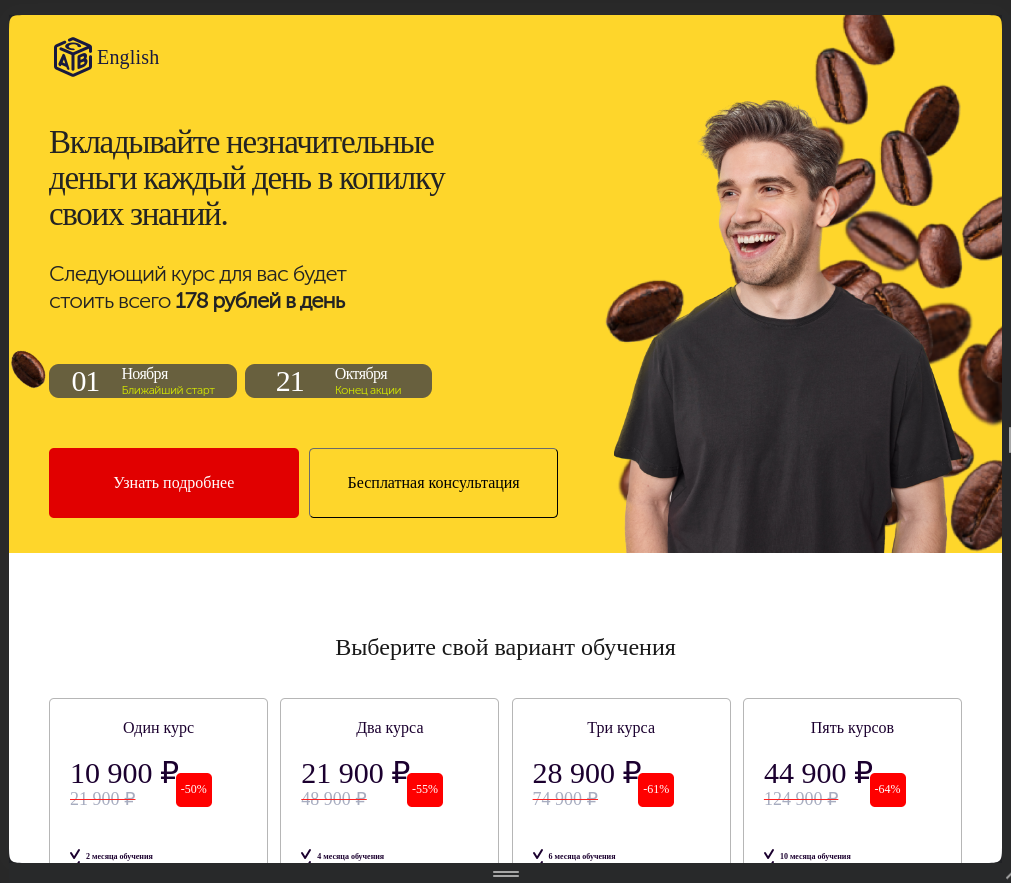 САТВ English
Вкладывайте незначительные
деньги каждый день в копилку
своих знаний.
Следующий курс для вас будет
стоить всего 178 рублей в день
01 Ноября
Ближайший старт
21 Октября
Конец акции
Узнать подробнее
Бесплатная консультация
Выберите свой вариант обучения
Один курс
10 900 ₽
21 900 ₽
-50%
2 месяца обучения
Два курса
21 900 ₽
48 900 ₽
-55%
4 месяца обучения
Три курса
28 900 ₽
74 900 ₽
-61%
6 месяца обучения
Пять курсов
44 900 ₽
124 900 ₽
-64%
10 месяца обучения